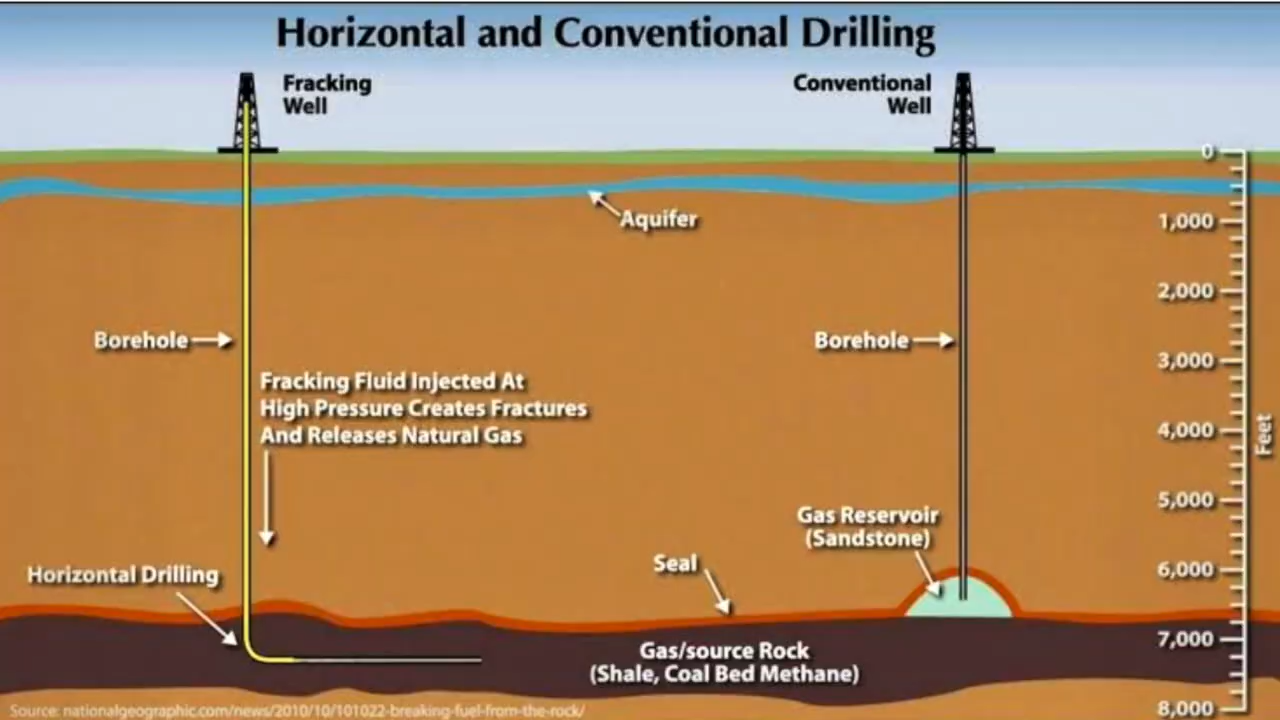 Horizontal and Conventional Drilling
Fracking
Well
Conventional
Well
0
Aquifer
1,000
2,000
Borehole
Borehole
3,000
Fracking Fluid Injected At
High Pressure Creates Fractures
And Releases Natural Gas
4,000
Feet
5,000
Gas Reservoir
(Sandstone)
Seal
6,000
Horizontal Drilling
7,000
Gas/source Rock
(Shale, Coal Bed Methane)
8,000
Source: nationalgeographic.com/news/2010/10/101022-breaking-fuel-from-the-rock/